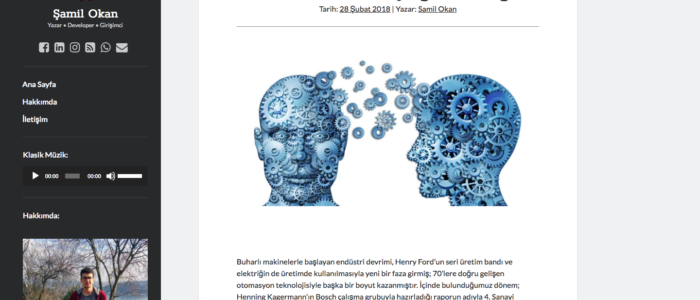 Şamil Okan
Yazar • Developer • Girişimci
Ana Sayfa
Hakkımda
İletişim
Klasik Müzik:
00:00 00:00
Hakkımda:
Tarih: 28 Şubat 2018 | Yazar: Samil Okan
Buharlı makinelerle başlayan endüstri devrimi, Henry Ford'un seri üretim bandı ve
elektriğin de üretimde kullanılmasıyla yeni bir faza girmiş; 70'lere doğru gelişen
otomasyon teknolojisiyle başka bir boyut kazanmıştır. İçinde bulunduğumuz dönem;
Henning Kagermann'ın Bosch çalışma grubuyla hazırladığı raporun adıyla 4. Sanayi